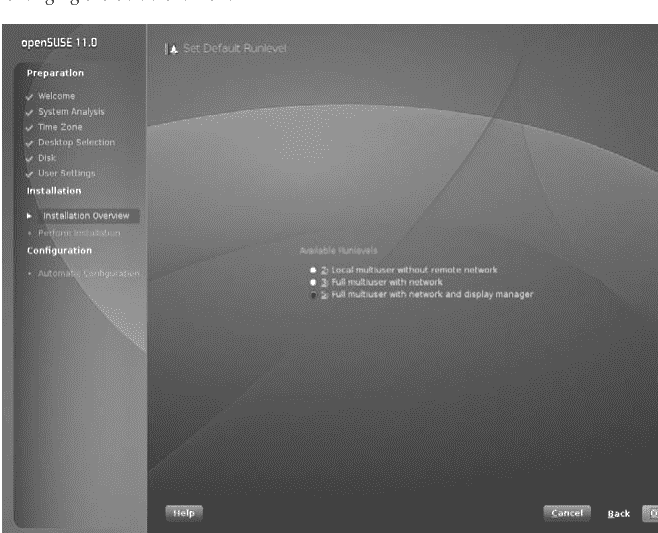 openSUSE 11.0
Preparation
Welcome
System Analysis
Time Zone
Desktop Selection
Disk
User Settings
Installation
Installation Overview
Perform Installation
Configuration
Automatic Configuration
Set Default Runlevel
Available Runlevels
2: Local multiuser without remote network
3: Full multiuser with network
5: Full multiuser with network and display manager
Help
Cancel
Back